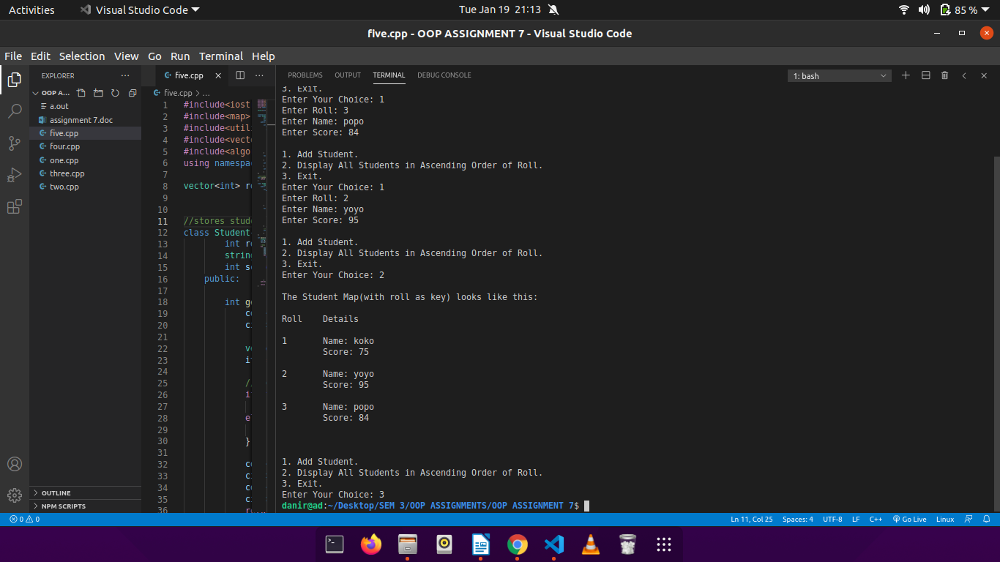 Activities
Visual Studio Code
Tue Jan 19 21:13
85 %
five.cpp - OOP ASSIGNMENT 7 - Visual Studio Code
File Edit Selection View Go Run Terminal Help
EXPLORER
OOP A...
a.out
assignment 7.doc
five.cpp
four.cpp
one.cpp
three.cpp
two.cpp
OUTLINE
NPM SCRIPTS
five.cpp
five.cpp > ...
1 #include<iost
2 #include<map>
3 #include<util
4 #include<vect
5 #include<algo
6 using namespa
7
8 vector<int> r
9
10
11 //stores stud
12 class Student
13 int r
14 string
15 int s
16 public:
17
18 int g
19 c
20 c
21
22 v
23 i
24
25 /
26 i
27
28 e
29
30 }
31
32 c
33 c
34 c
35 c
36 r
PROBLEMS OUTPUT TERMINAL DEBUG CONSOLE
1: bash
3. Exit.
Enter Your Choice: 1
Enter Roll: 3
Enter Name: popo
Enter Score: 84
1. Add Student.
2. Display All Students in Ascending Order of Roll.
3. Exit.
Enter Your Choice: 1
Enter Roll: 2
Enter Name: yoyo
Enter Score: 95
1. Add Student.
2. Display All Students in Ascending Order of Roll.
3. Exit.
Enter Your Choice: 2
The Student Map(with roll as key) looks like this:
Roll Details
1 Name: koko
Score: 75
2 Name: yoyo
Score: 95
3 Name: popo
Score: 84
1. Add Student.
2. Display All Students in Ascending Order of Roll.
3. Exit.
Enter Your Choice: 3
danir@ad:~/Desktop/SEM 3/OOP ASSIGNMENTS/OOP ASSIGNMENT 7$
0 0
Ln 11, Col 25 Spaces: 4 UTF-8 LF C++ Go Live Linux